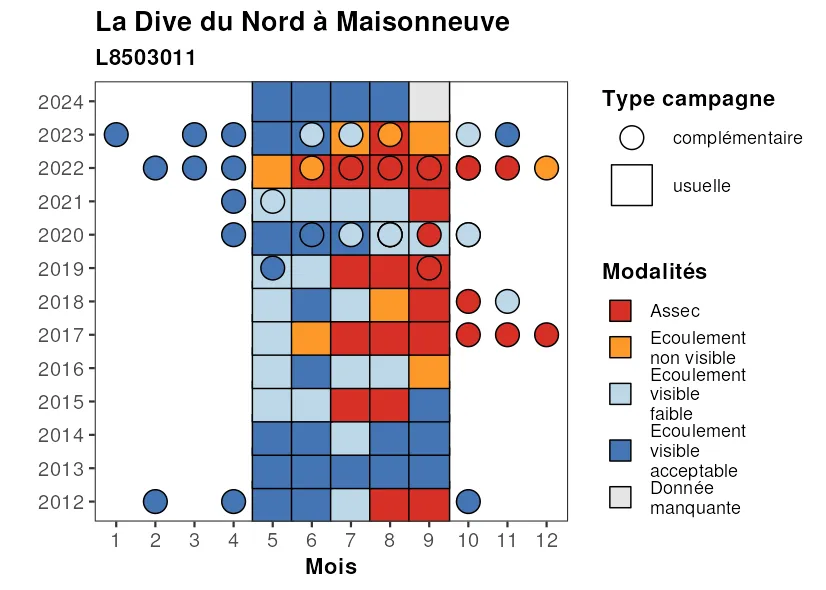 La Dive du Nord à Maisonneuve
L8503011
2024
2023
2022
2021
2020
2019
2018
2017
2016
2015
2014
2013
2012
1 2 3 4 5 6 7 8 9 10 11 12
Mois
Type campagne
complémentaire
usuelle
Modalités
Assec
Ecoulement
non visible
Ecoulement
visible
faible
Ecoulement
visible
acceptable
Donnée
manquante